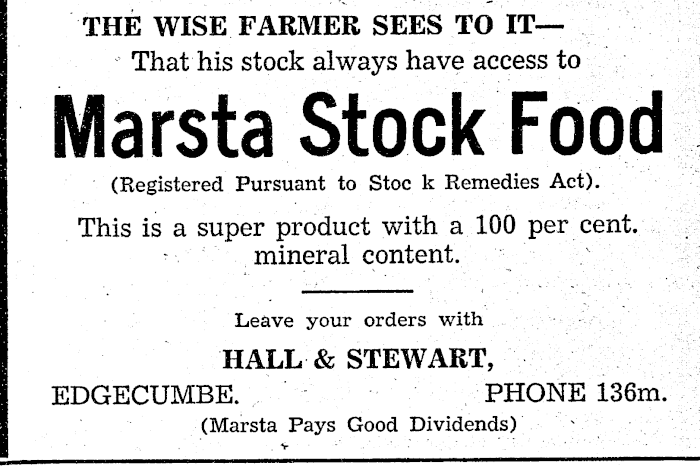 THE WISE FARMER SEES TO IT—
That his stock always have access to
Marsta Stock Food
(Registered Pursuant to Stoc k Remedies Act).
This is a super product with a 100 per cent.
mineral content.
Leave your orders with
HALL & STEWART,
EDGECUMBE. PHONE 136m.
(Marsta Pays Good Dividends)